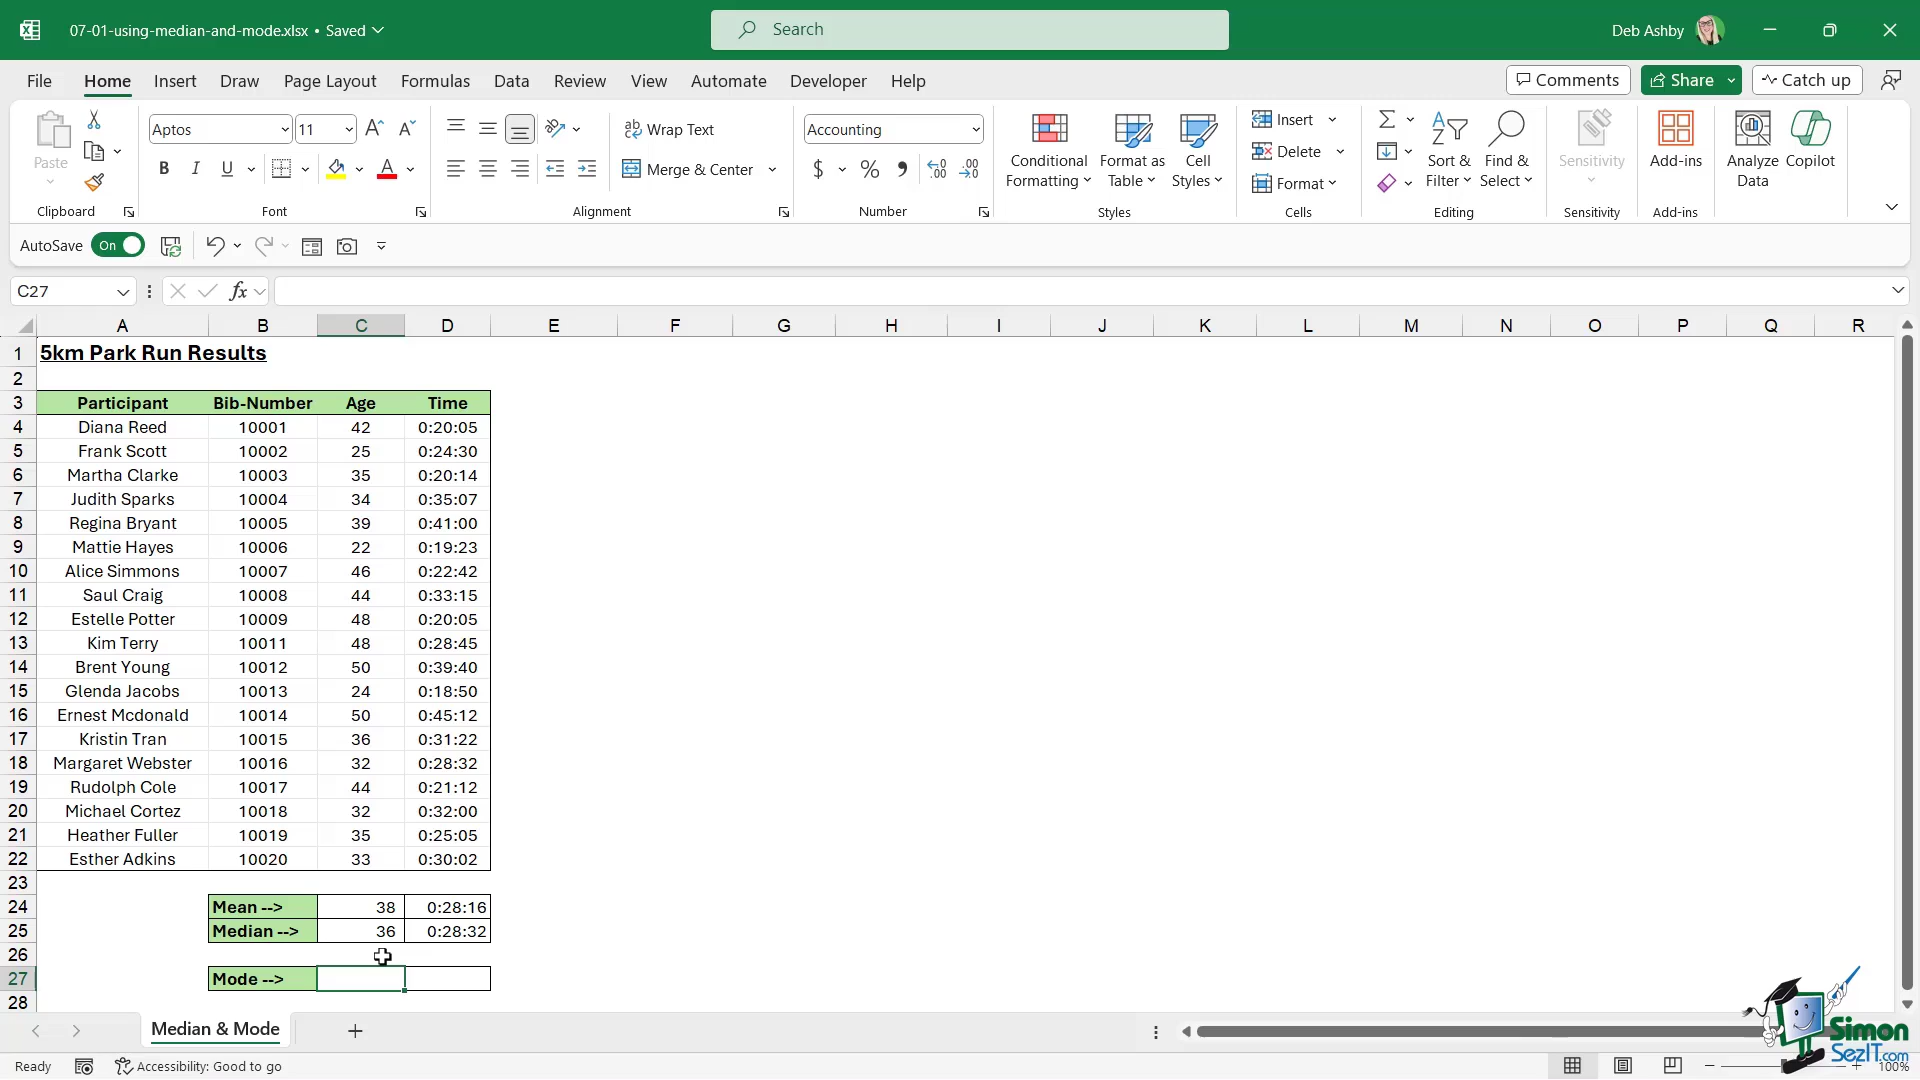 07-01-using-median-and-mode.xlsx • Saved
Search
Deb Ashby
File Home Insert Draw Page Layout Formulas Data Review View Automate Developer Help
Comments Share Catch up
Paste
Aptos 11
B I U
Wrap Text
Merge & Center
Accounting
$ %
Conditional Formatting
Format as Table
Cell Styles
Insert
Delete
Format
Sort & Filter
Find & Select
Sensitivity
Add-ins
Analyze Data
Copilot
Clipboard Font Alignment Number Styles Cells Editing Sensitivity Add-ins
AutoSave On
C27 fx
A B C D E F G H I J K L M N O P Q R
1 5km Park Run Results
2
3 Participant Bib-Number Age Time
4 Diana Reed 10001 42 0:20:05
5 Frank Scott 10002 25 0:24:30
6 Martha Clarke 10003 35 0:20:14
7 Judith Sparks 10004 34 0:35:07
8 Regina Bryant 10005 39 0:41:00
9 Mattie Hayes 10006 22 0:19:23
10 Alice Simmons 10007 46 0:22:42
11 Saul Craig 10008 44 0:33:15
12 Estelle Potter 10009 48 0:20:05
13 Kim Terry 10011 48 0:28:45
14 Brent Young 10012 50 0:39:40
15 Glenda Jacobs 10013 24 0:18:50
16 Ernest Mcdonald 10014 50 0:45:12
17 Kristin Tran 10015 36 0:31:22
18 Margaret Webster 10016 32 0:28:32
19 Rudolph Cole 10017 44 0:21:12
20 Michael Cortez 10018 32 0:32:00
21 Heather Fuller 10019 35 0:25:05
22 Esther Adkins 10020 33 0:30:02
23
24 Mean --> 38 0:28:16
25 Median --> 36 0:28:32
26
27 Mode -->
28
Median & Mode
Simon SezIT.com
Ready Accessibility: Good to go 100%